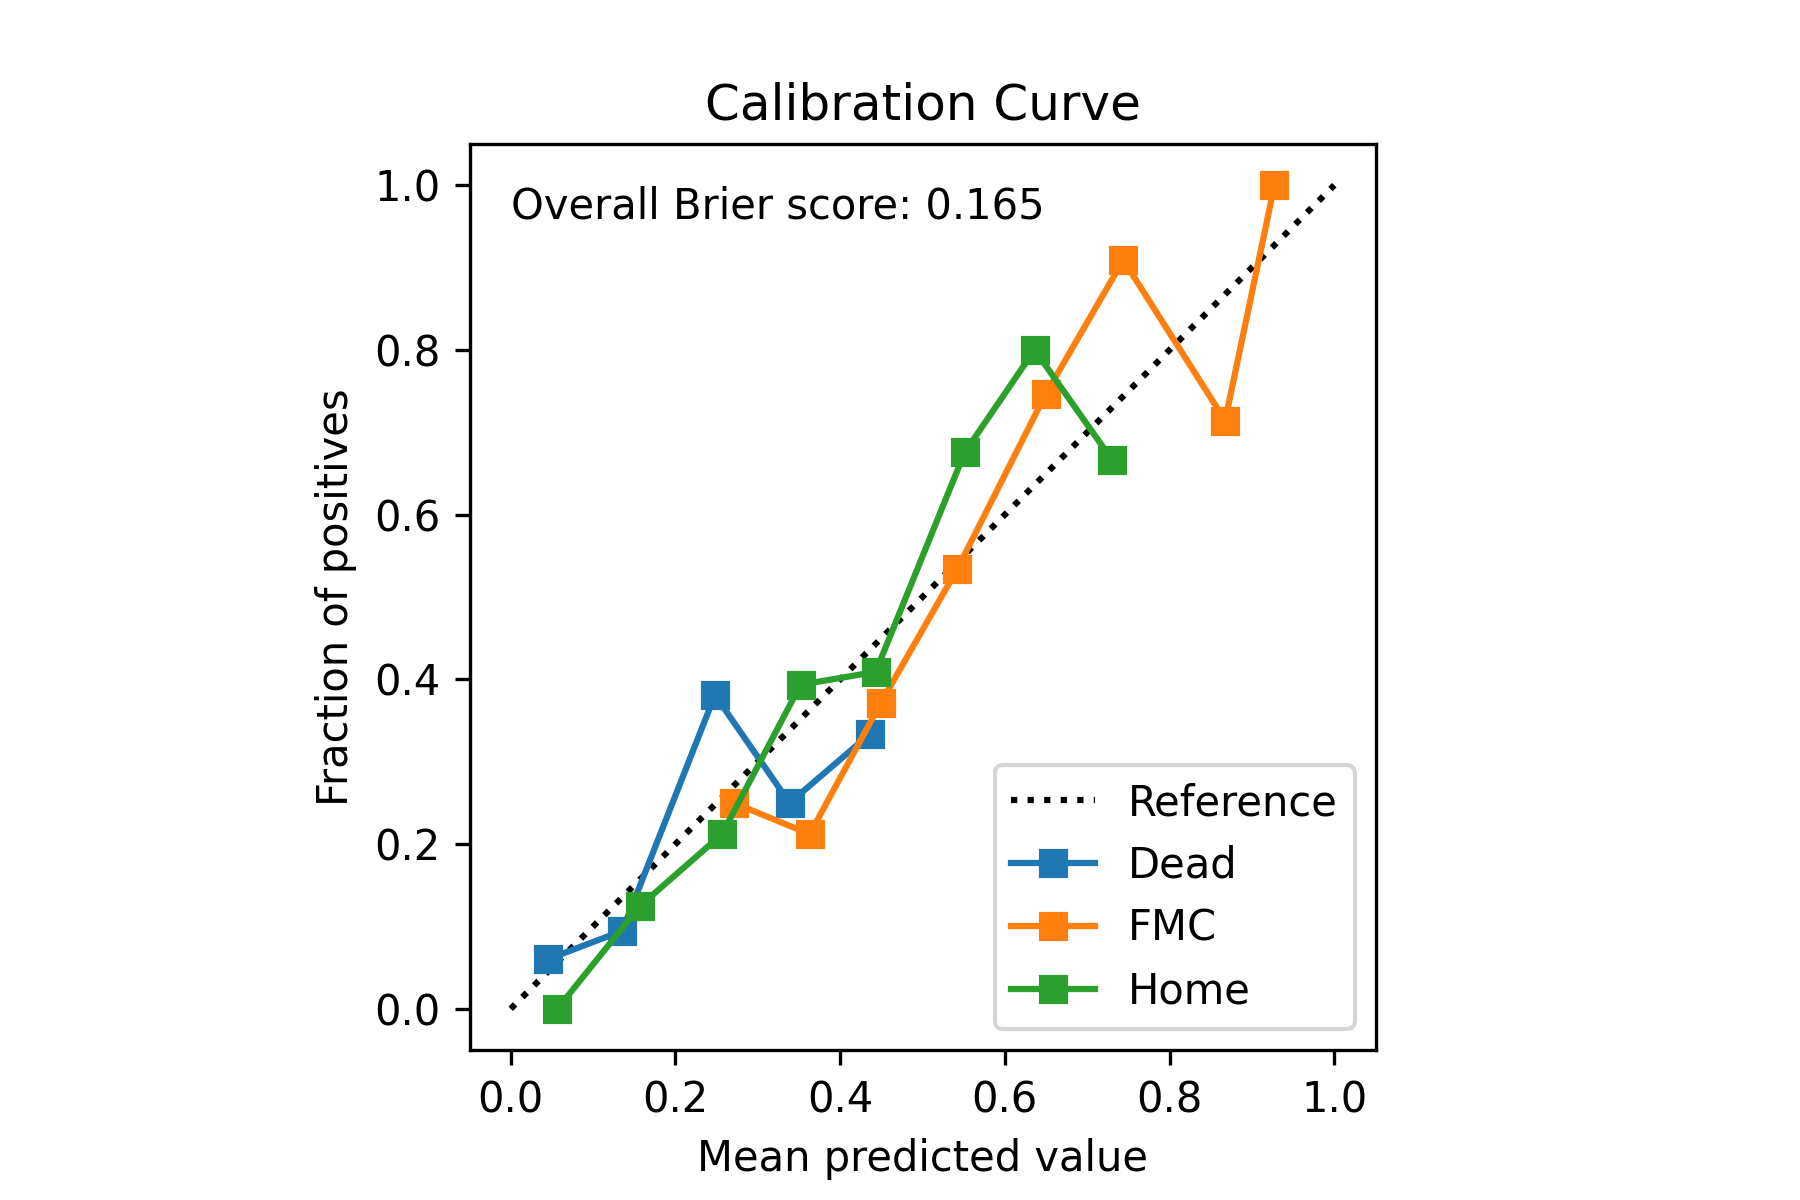 Calibration Curve
Overall Brier score: 0.165
1.0
0.8
0.6
0.4
0.2
0.0
Fraction of positives
Reference
Dead
FMC
Home
0.0 0.2 0.4 0.6 0.8 1.0
Mean predicted value